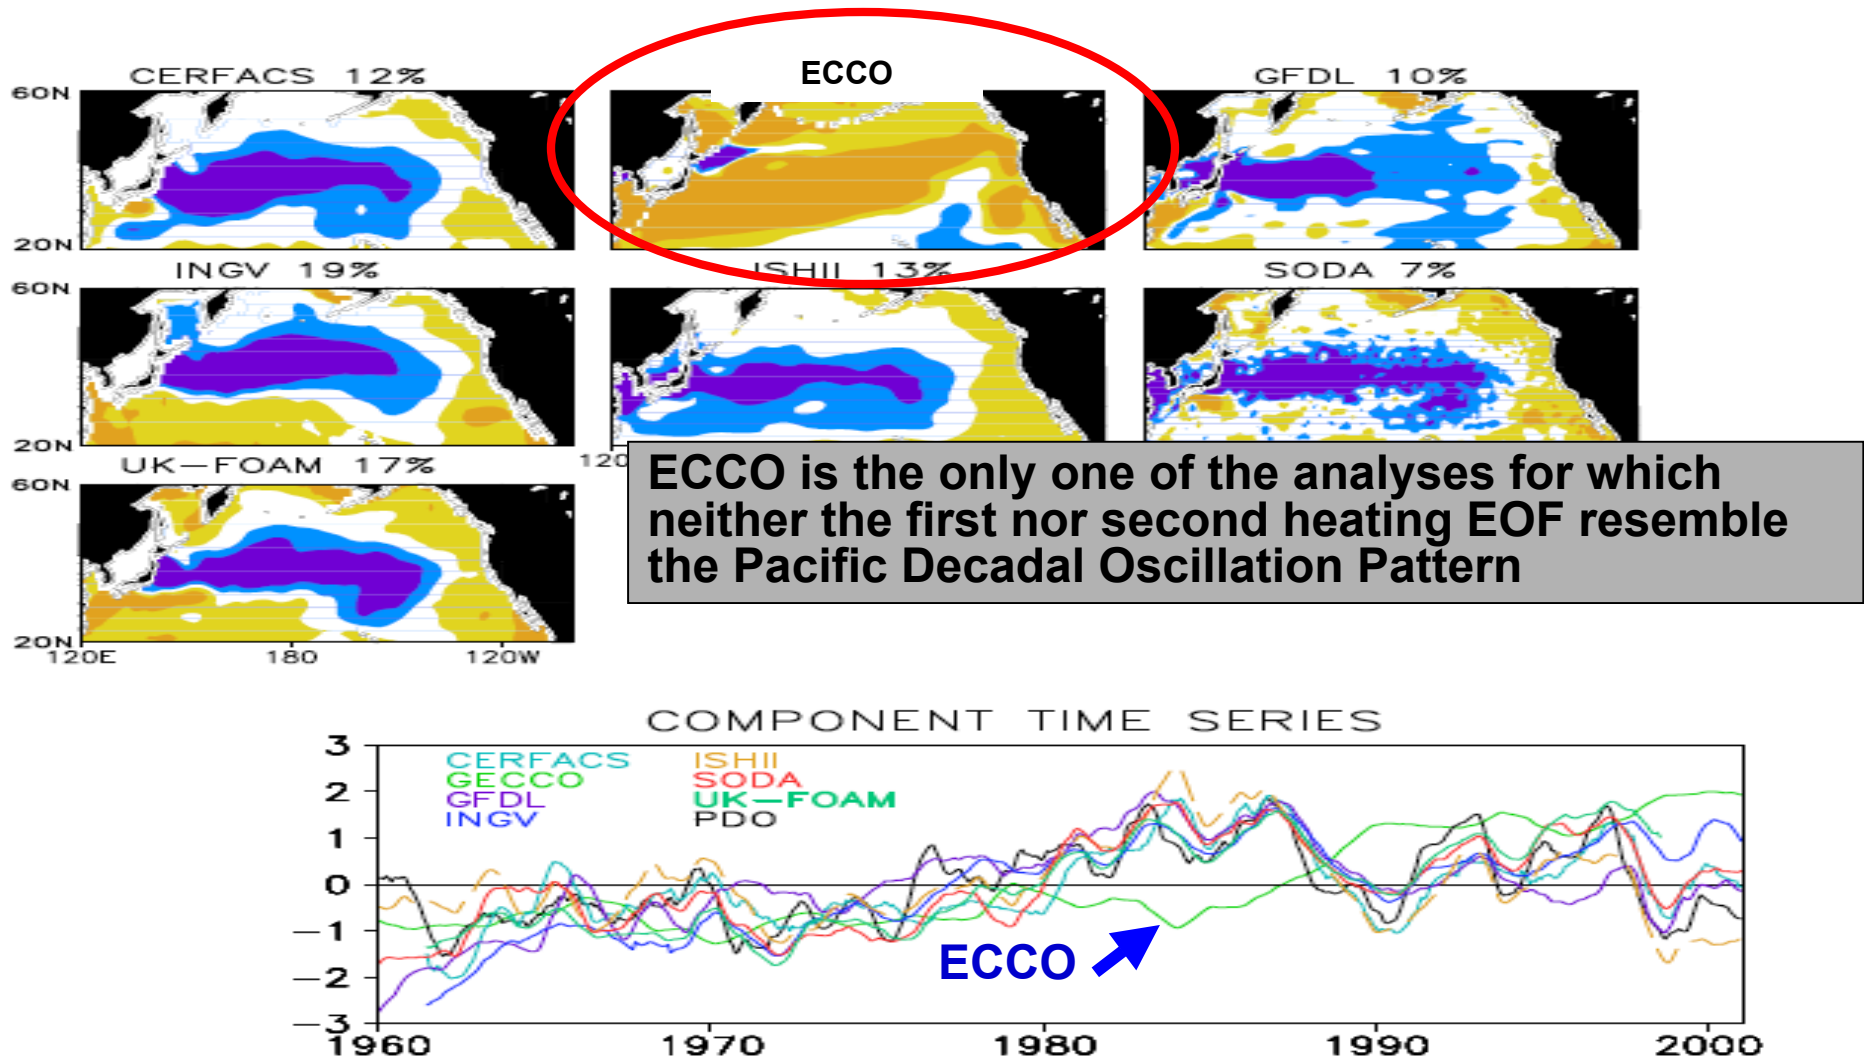 CERFACS 12%
ECCO
GFDL 10%
60N
20N
INGV 19%
ISHII 13%
SODA 7%
60N
20N
120
UK-FOAM 17%
60N
20N
120E 180 120W
ECCO is the only one of the analyses for which
neither the first nor second heating EOF resemble
the Pacific Decadal Oscillation Pattern
COMPONENT TIME SERIES
3
2
1
0
-1
-2
-3
CERFACS ISHII
GECCO SODA
GFDL UK-FOAM
INGV PDO
ECCO
1960 1970 1980 1990 2000